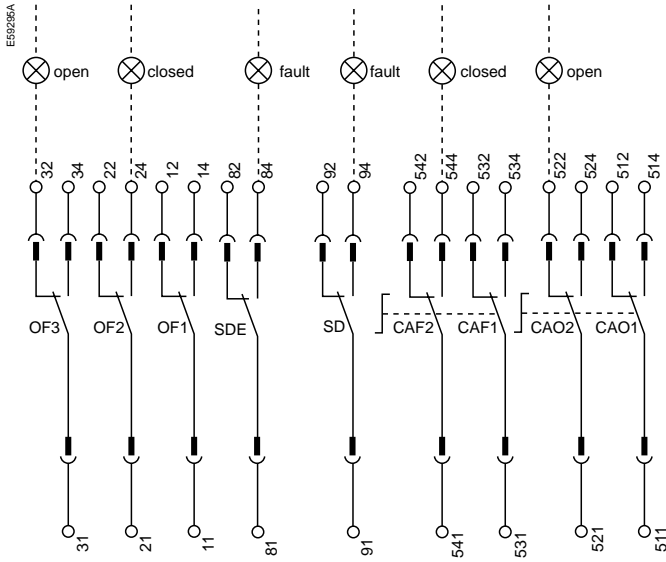 E59295A
open closed fault fault closed open
32 34 22 24 12 14 82 84 92 94 542 544 532 534 522 524 512 514
OF3 OF2 OF1 SDE SD CAF2 CAF1 CAO2 CAO1
31 21 11 81 91 541 531 521 511